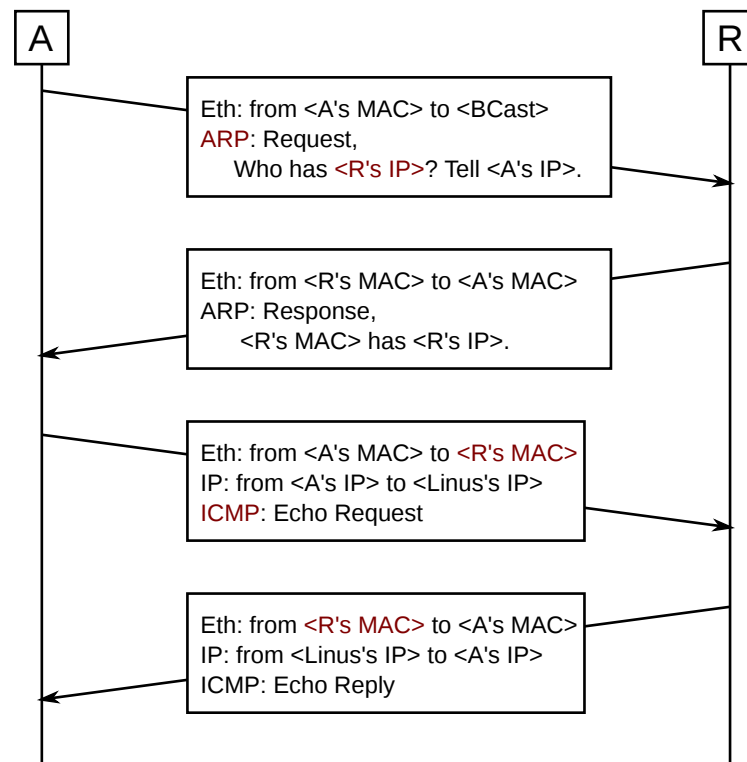 A
R
Eth: from <A's MAC> to <BCast>
ARP: Request,
Who has <R's IP>? Tell <A's IP>.
Eth: from <R's MAC> to <A's MAC>
ARP: Response,
<R's MAC> has <R's IP>.
Eth: from <A's MAC> to <R's MAC>
IP: from <A's IP> to <Linus's IP>
ICMP: Echo Request
Eth: from <R's MAC> to <A's MAC>
IP: from <Linus's IP> to <A's IP>
ICMP: Echo Reply